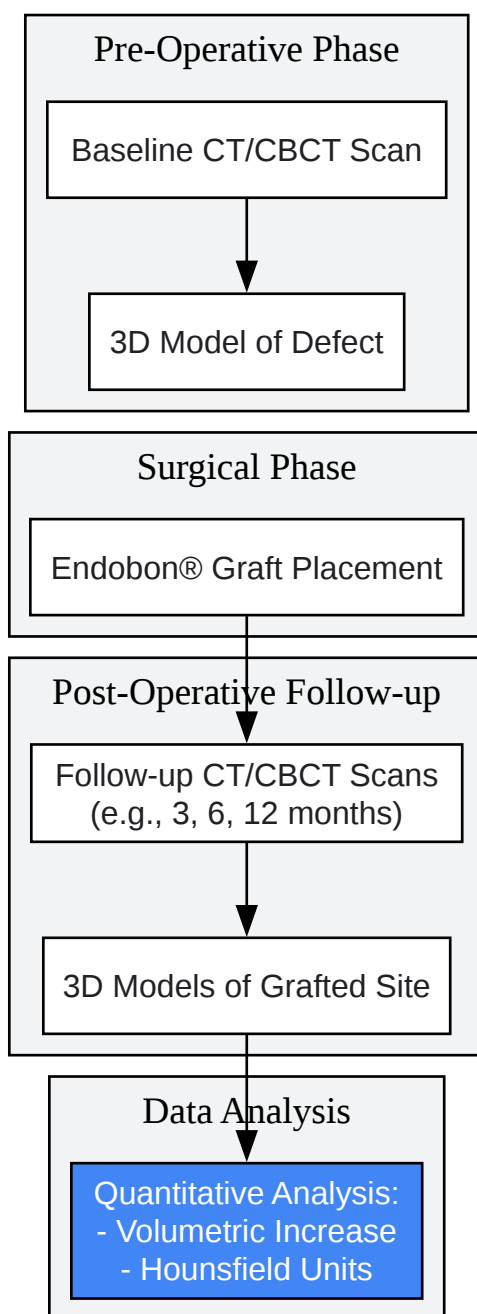 Pre-Operative Phase
Baseline CT/CBCT Scan
3D Model of Defect
Surgical Phase
Endobon® Graft Placement
Post-Operative Follow-up
Follow-up CT/CBCT Scans
(e.g., 3, 6, 12 months)
3D Models of Grafted Site
Data Analysis
Quantitative Analysis:
- Volumetric Increase
- Hounsfield Units